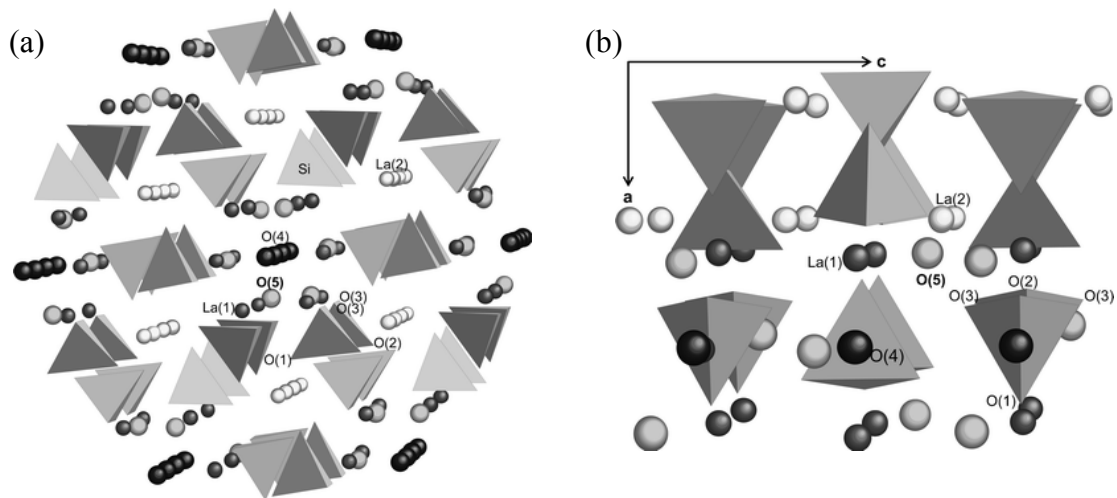 (a)
Si
La(2)
O(4)
O(5)
La(1)
O(3)
O(3)
O(2)
O(1)
(b)
c
a
La(2)
La(1)
O(5)
O(3)
O(2)
O(3)
O(4)
O(1)